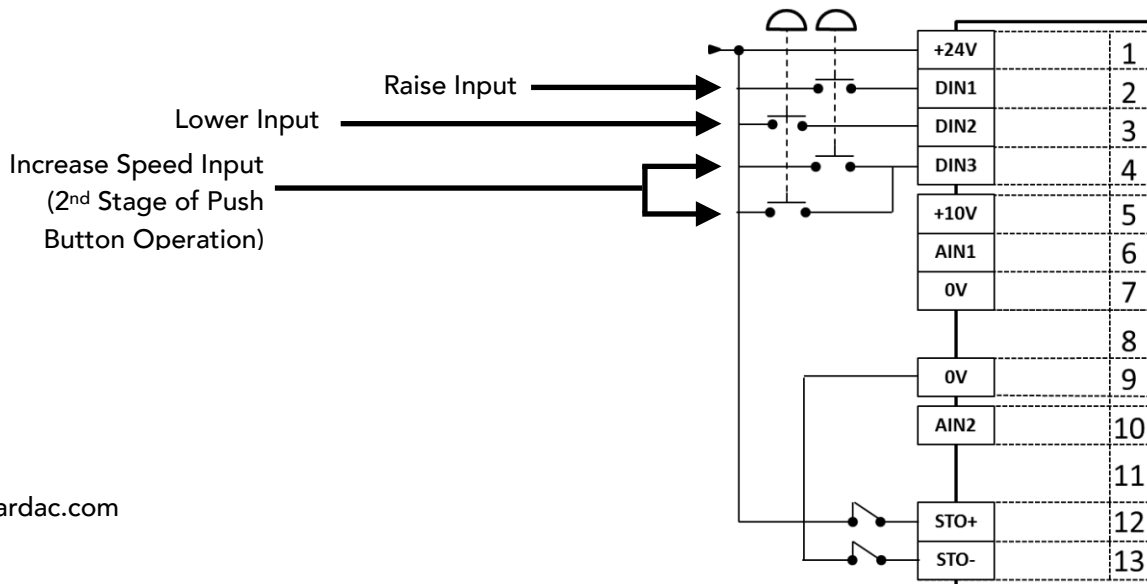 +24V 1
Raise Input DIN1 2
Lower Input DIN2 3
Increase Speed Input DIN3 4
(2nd Stage of Push
Button Operation)
+10V 5
AIN1 6
0V 7
8
0V 9
AIN2 10
11
ardac.com
STO+ 12
STO- 13